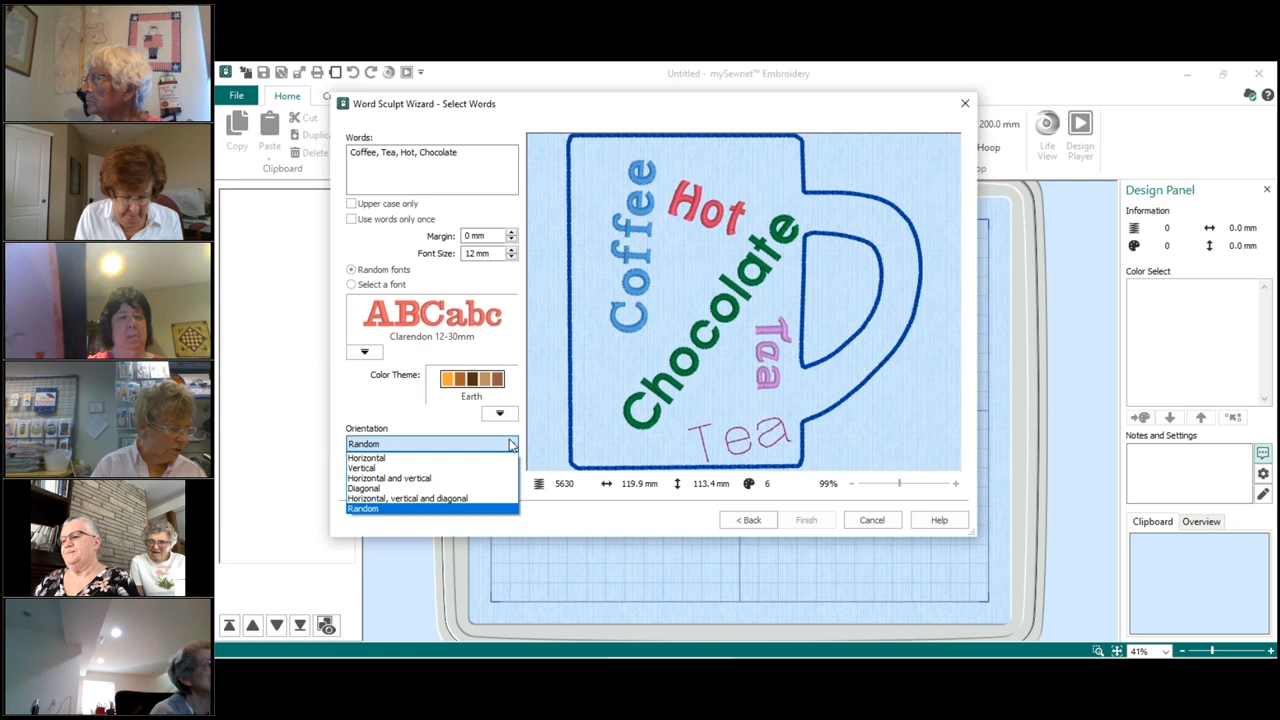 Untitled - mySewnet™ Embroidery
File
Home
Copy
Paste
Cut
Delete
Clipboard
200.0 mm
Hoop
Life View
Design Player
Word Sculpt Wizard - Select Words
Words:
Coffee, Tea, Hot, Chocolate
Upper case only
Use words only once
Margin: 0 mm
Font Size: 12 mm
Random fonts
Select a font
ABCabc
Clarendon 12-30mm
Color Theme:
Earth
Orientation
Random
Horizontal
Vertical
Horizontal and vertical
Diagonal
Horizontal, vertical and diagonal
Random
Coffee
Hot
Chocolate
Tea
Tea
5630 119.9 mm 113.4 mm 6 99%
< Back
Finish
Cancel
Help
Design Panel
Information
0 0.0 mm
0 0.0 mm
Color Select
Notes and Settings
Clipboard
Overview
41%